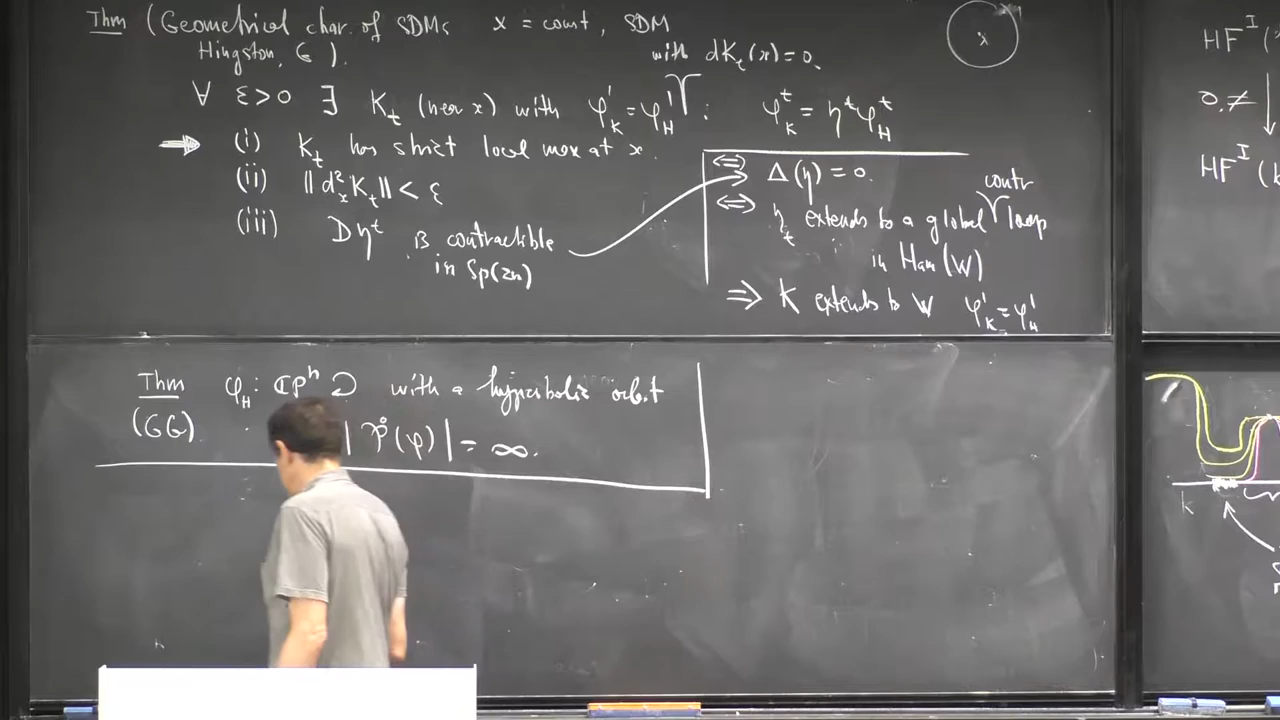 Thm (Geometrical char. of SDMs x = const, SDM
Hingston, G ). with dK_t(x)=0.
∀ ε>0 ∃ K_t (near x) with φ'_K = φ'_H : φ^t_K = η^t φ^t_H
⇒ (i) K_t has strict local max at x.
(ii) ||d²_x K_t|| < ε
(iii) Dη^t is contractible
in Sp(2n)
⇔ Δ(η) = 0.
contr
⇔ η_t extends to a global loop
in Ham(W)
⇒ K extends to W φ'_K = φ'_H
Thm φ_H: ℂP^n ⊃ with a hyperbolic orbit
(GG). |P̊(φ)| = ∞.
x
HF^I(
0 ≠
HF^I(
k